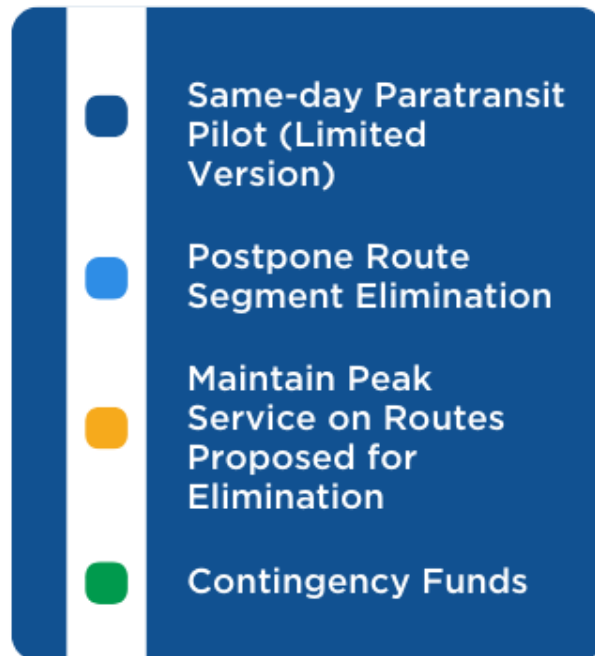 Same-day Paratransit
Pilot (Limited
Version)
Postpone Route
Segment Elimination
Maintain Peak
Service on Routes
Proposed for
Elimination
Contingency Funds